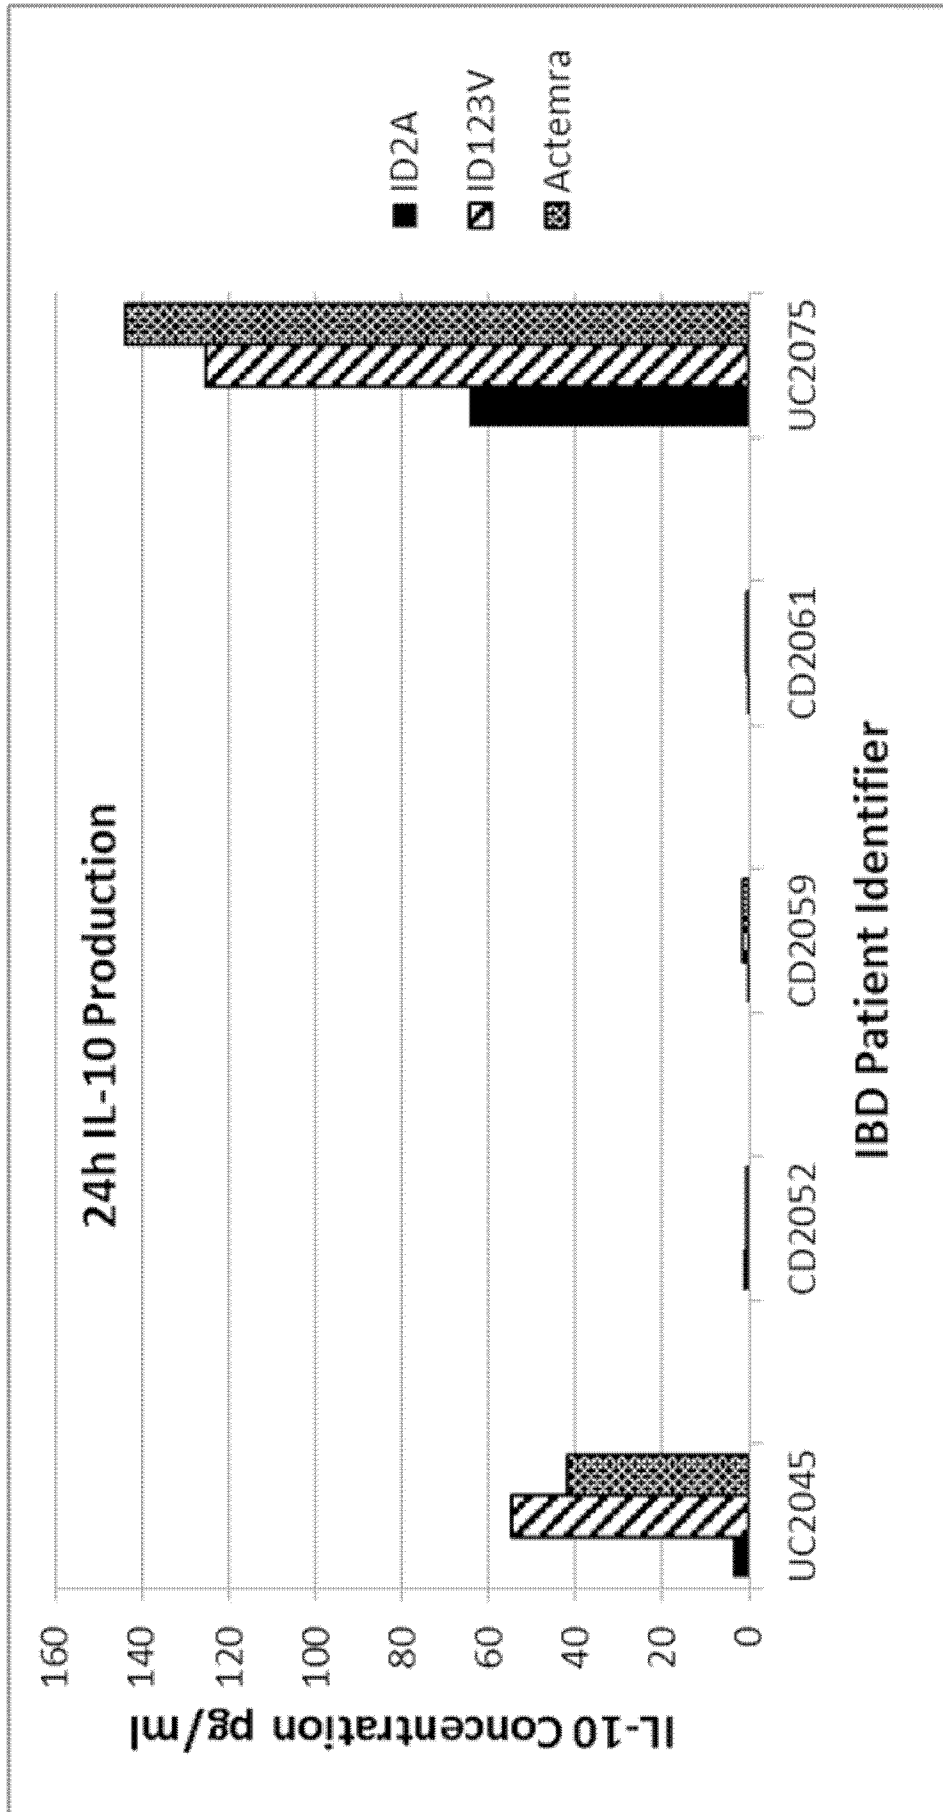 24h IL-10 Production
IL-10 Concentration pg/ml
160
140
120
100
80
60
40
20
0
UC2045
CD2052
CD2059
CD2061
UC2075
IBD Patient Identifier
ID2A
ID123V
Actemra